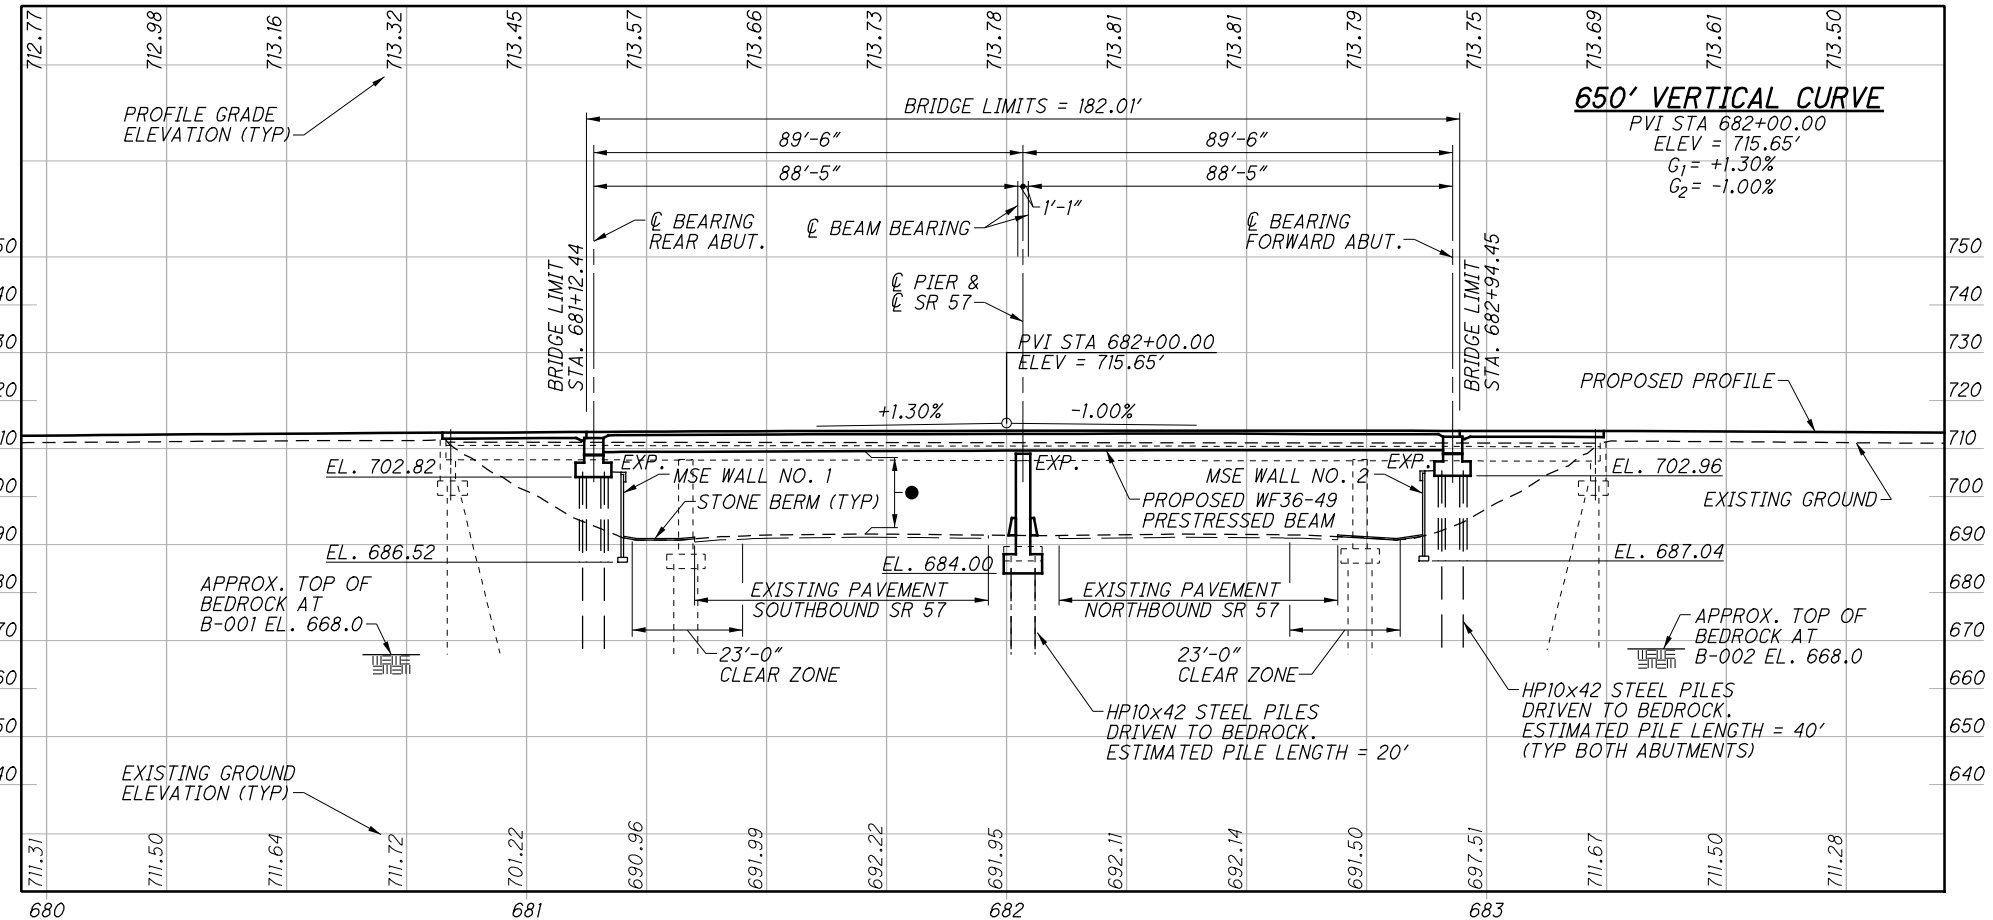 712.77
712.98
713.16
713.32
713.45
713.57
713.66
713.73
713.78
713.81
713.81
713.79
713.75
713.69
713.61
713.50
PROFILE GRADE
ELEVATION (TYP)
BRIDGE LIMITS = 182.01'
89'-6"
89'-6"
88'-5"
88'-5"
1'-1"
650' VERTICAL CURVE
PVI STA 682+00.00
ELEV = 715.65'
G1= +1.30%
G2= -1.00%
℄ BEARING
REAR ABUT.
℄ BEAM BEARING
℄ BEARING
FORWARD ABUT.
BRIDGE LIMIT
STA. 681+12.44
℄ PIER &
℄ SR 57
BRIDGE LIMIT
STA. 682+94.45
PVI STA 682+00.00
ELEV = 715.65'
+1.30%
-1.00%
PROPOSED PROFILE
50
40
30
20
10
00
90
80
70
60
50
40
750
740
730
720
710
700
690
680
670
660
650
640
EL. 702.82
EXP.
MSE WALL NO. 1
STONE BERM (TYP)
EXP.
MSE WALL NO. 2
EXP.
EL. 702.96
PROPOSED WF36-49
PRESTRESSED BEAM
EXISTING GROUND
EL. 686.52
EL. 684.00
EL. 687.04
APPROX. TOP OF
BEDROCK AT
B-001 EL. 668.0
EXISTING PAVEMENT
SOUTHBOUND SR 57
EXISTING PAVEMENT
NORTHBOUND SR 57
APPROX. TOP OF
BEDROCK AT
B-002 EL. 668.0
23'-0"
CLEAR ZONE
23'-0"
CLEAR ZONE
HP10x42 STEEL PILES
DRIVEN TO BEDROCK.
ESTIMATED PILE LENGTH = 20'
HP10x42 STEEL PILES
DRIVEN TO BEDROCK.
ESTIMATED PILE LENGTH = 40'
(TYP BOTH ABUTMENTS)
EXISTING GROUND
ELEVATION (TYP)
711.31
711.50
711.64
711.72
701.22
690.96
691.99
692.22
691.95
692.11
692.14
691.50
697.51
711.67
711.50
711.28
680
681
682
683